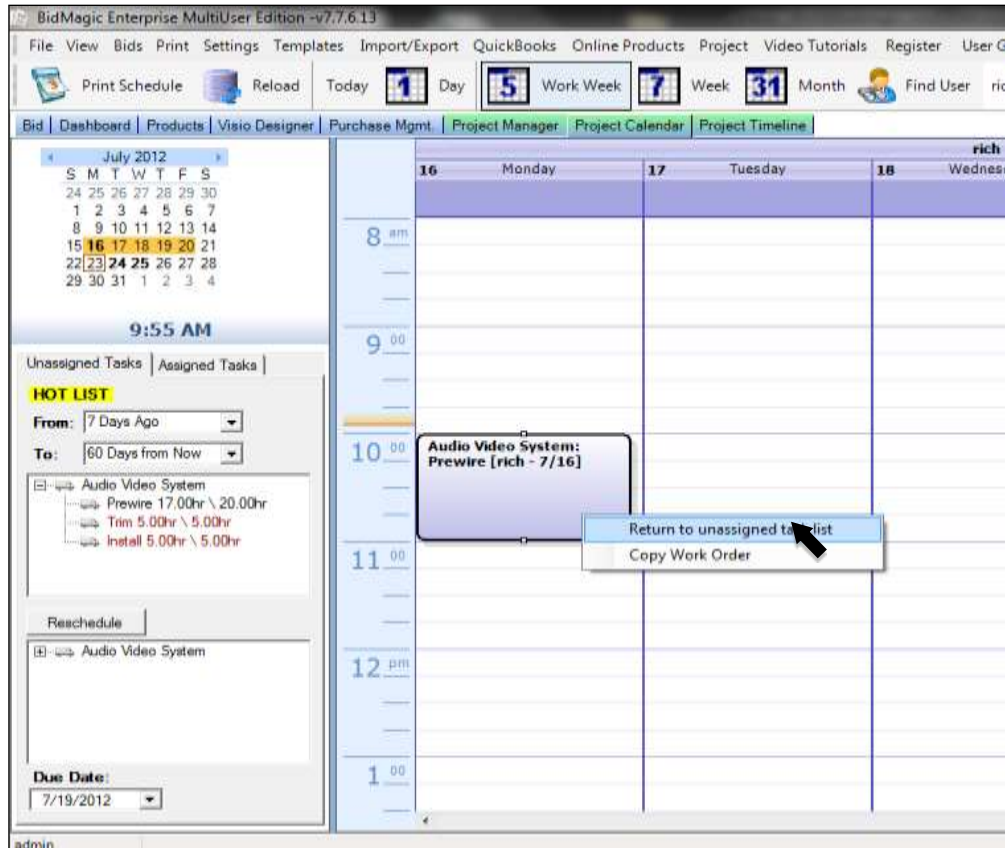 BidMagic Enterprise MultiUser Edition -v7.7.6.13
File View Bids Print Settings Templates Import/Export QuickBooks Online Products Project Video Tutorials Register User G
Print Schedule Reload Today 1 Day 5 Work Week 7 Week 31 Month Find User ric
Bid Dashboard Products Visio Designer Purchase Mgmt. Project Manager Project Calendar Project Timeline
July 2012
S M T W T F S
24 25 26 27 28 29 30
1 2 3 4 5 6 7
8 9 10 11 12 13 14
15 16 17 18 19 20 21
22 23 24 25 26 27 28
29 30 31 1 2 3 4
9:55 AM
Unassigned Tasks Assigned Tasks
HOT LIST
From: 7 Days Ago
To: 60 Days from Now
Audio Video System
Prewire 17.00hr \ 20.00hr
Trim 5.00hr \ 5.00hr
Install 5.00hr \ 5.00hr
Reschedule
Audio Video System
Due Date:
7/19/2012
admin
rich
16 Monday 17 Tuesday 18 Wednes
8 am
9 00
10 00
Audio Video System:
Prewire [rich - 7/16]
Return to unassigned list
Copy Work Order
11 00
12 pm
1 00